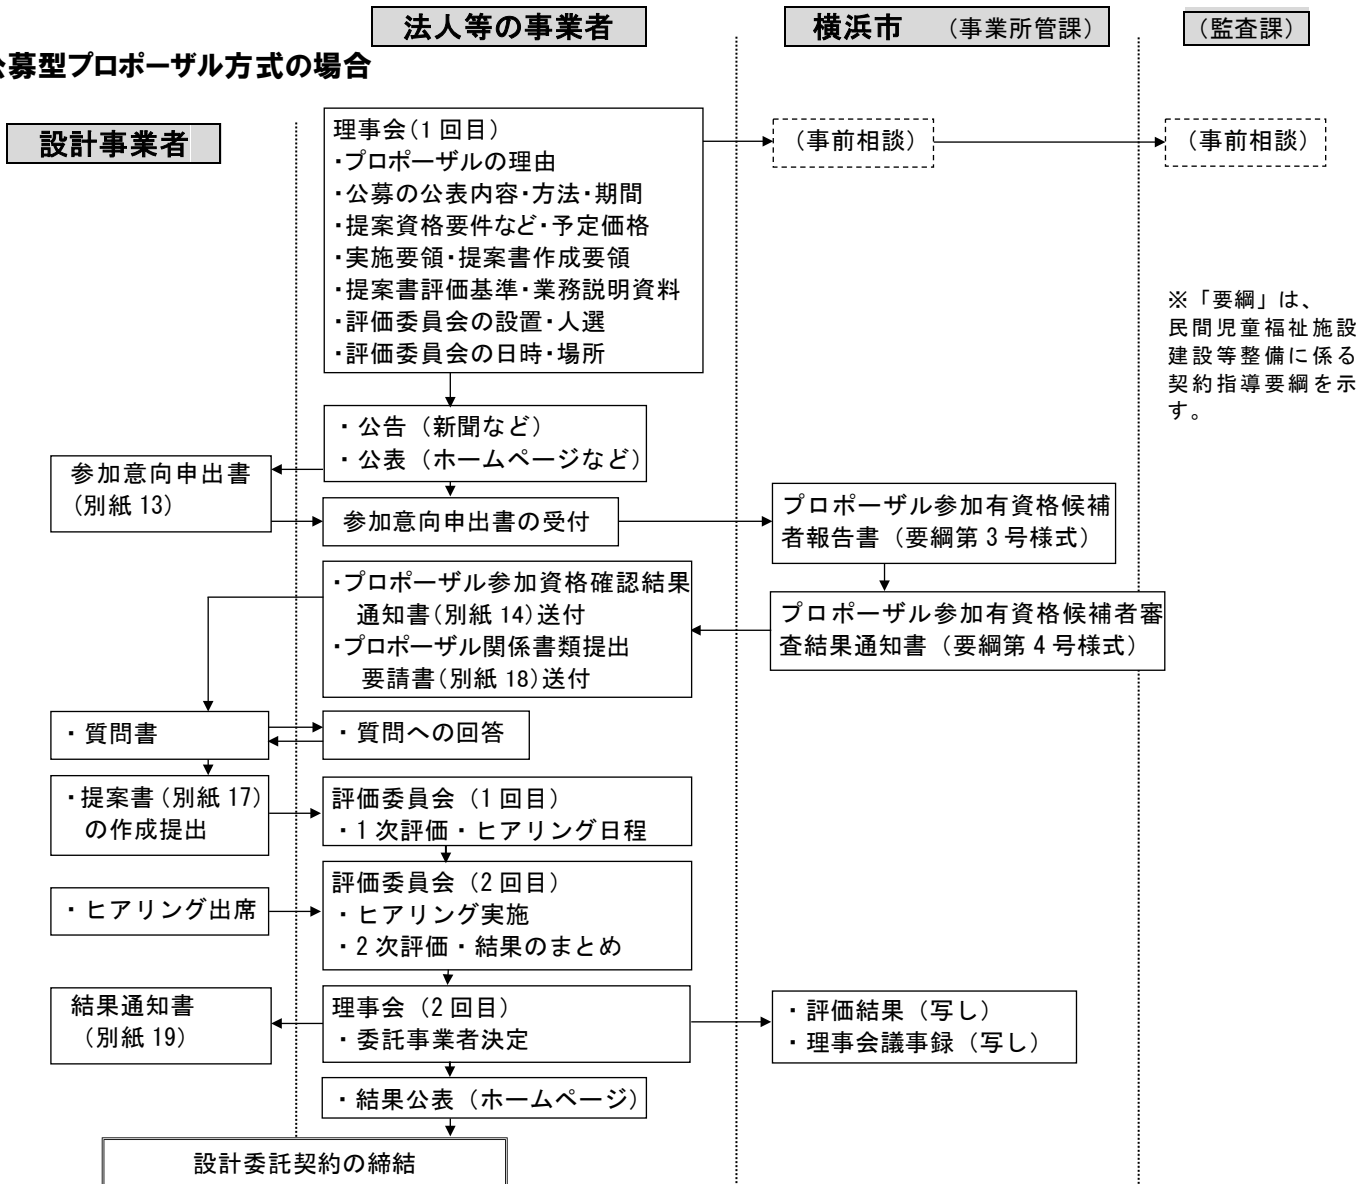 法人等の事業者
横浜市 （事業所管課）
（監査課）
公募型プロポーザル方式の場合
設計事業者
理事会(1回目)
・プロポーザルの理由
・公募の公表内容・方法・期間
・提案資格要件など・予定価格
・実施要領・提案書作成要領
・提案書評価基準・業務説明資料
・評価委員会の設置・人選
・評価委員会の日時・場所
（事前相談）
（事前相談）
※「要綱」は、
民間児童福祉施設
建設等整備に係る
契約指導要綱を示
す。
・公告（新聞など）
・公表（ホームページなど）
参加意向申出書
(別紙13)
参加意向申出書の受付
プロポーザル参加有資格候補
者報告書（要綱第3号様式）
・プロポーザル参加資格確認結果
通知書(別紙14)送付
・プロポーザル関係書類提出
要請書(別紙18)送付
プロポーザル参加有資格候補者審
査結果通知書（要綱第4号様式）
・質問書
・質問への回答
・提案書(別紙17)
の作成提出
評価委員会（1回目）
・1次評価・ヒアリング日程
・ヒアリング出席
評価委員会（2回目）
・ヒアリング実施
・2次評価・結果のまとめ
結果通知書
（別紙19）
理事会（2回目）
・委託事業者決定
・評価結果（写し）
・理事会議事録（写し）
・結果公表（ホームページ）
設計委託契約の締結